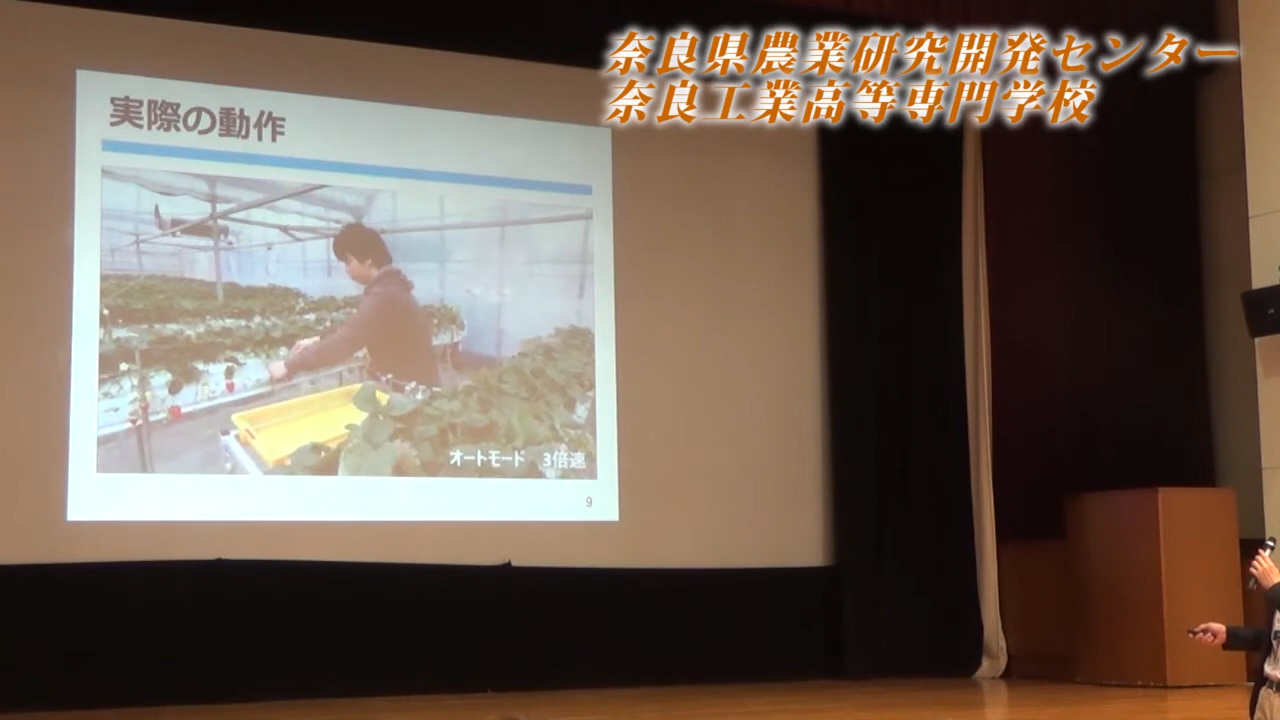 奈良県農業研究開発センター
奈良工業高等専門学校
実際の動作
オートモード　3倍速
9